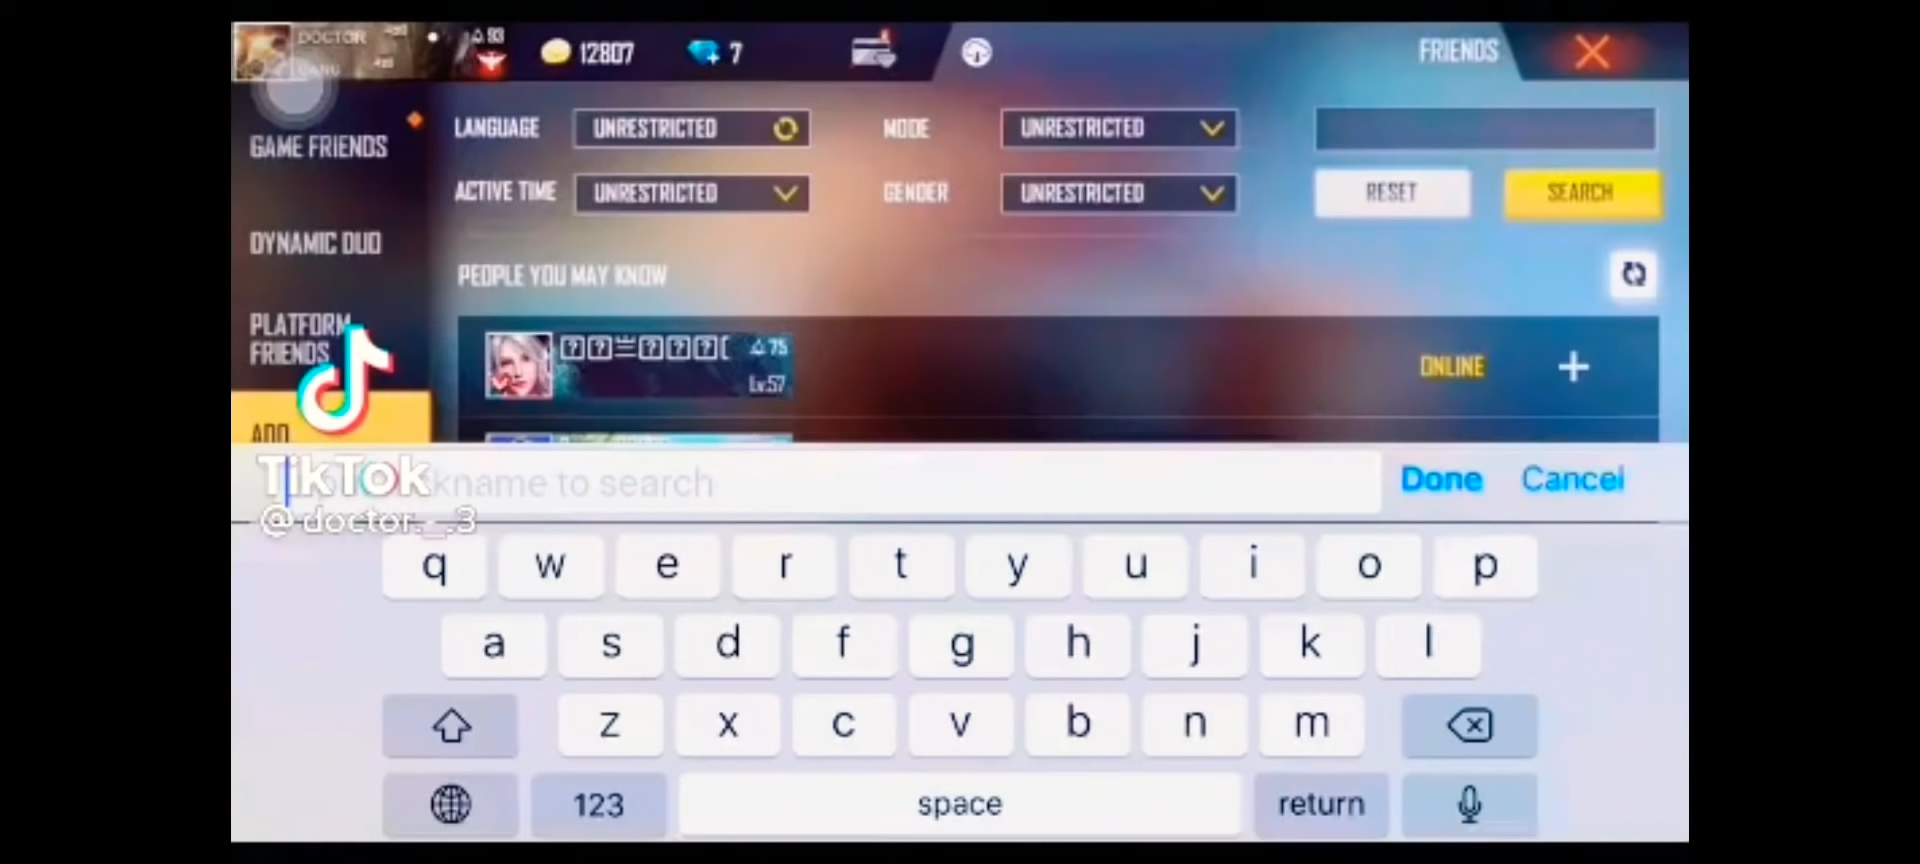 DOCTOR
93
12807
7
FRIENDS
GAME FRIENDS
LANGUAGE UNRESTRICTED MODE UNRESTRICTED
ACTIVE TIME UNRESTRICTED GENDER UNRESTRICTED RESET SEARCH
DYNAMIC DUO
PEOPLE YOU MAY KNOW
PLATFORM
FRIENDS
75
Lv.57
ONLINE
ADD
TikTok
kname to search
Done Cancel
@doctor._.3
q w e r t y u i o p
a s d f g h j k l
z x c v b n m
123 space return